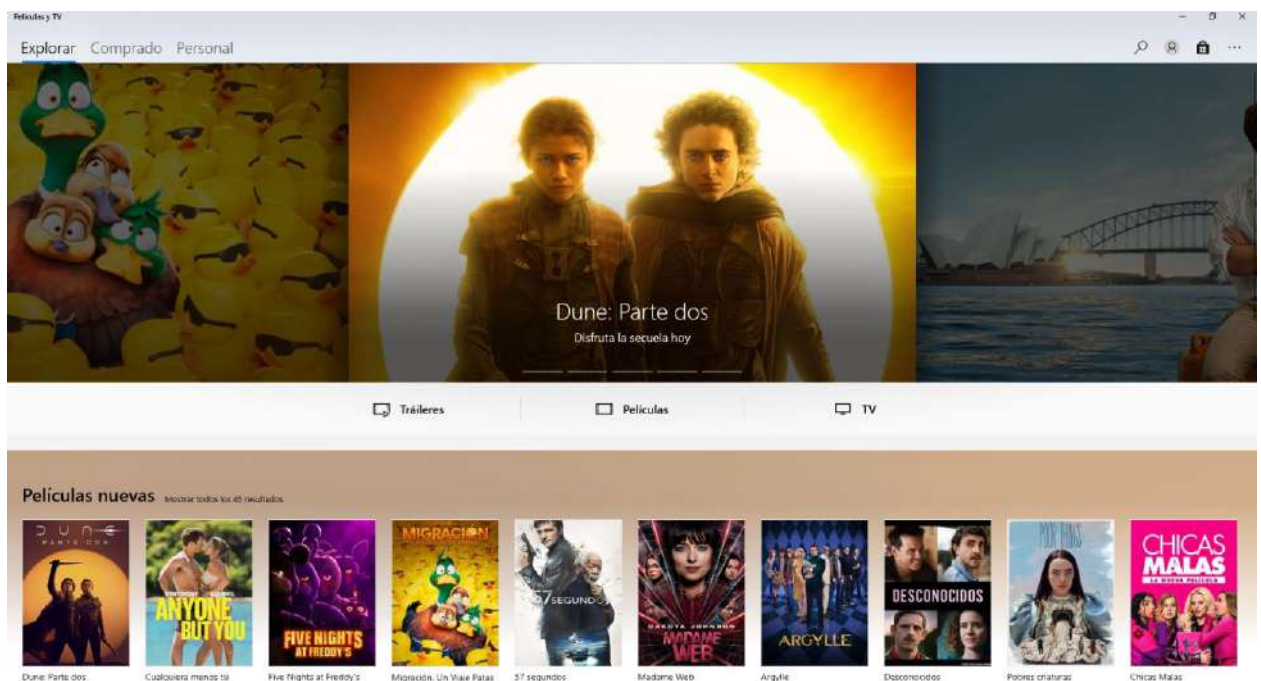 Películas y TV
Explorar Comprado Personal
Dune: Parte dos
Disfruta la secuela hoy
Tráileres Películas TV
Películas nuevas Mostrar todos los 45 resultados
DUNE
PARTE DOS
ANYONE
BUT YOU
FIVE NIGHTS
AT FREDDY'S
MIGRACIÓN
57 SEGUNDOS
DAKOTA JOHNSON
MADAME
WEB
ARGYLLE
DESCONOCIDOS
CHICAS
MALAS
LA NUEVA PELÍCULA
Dune: Parte dos Cualquiera menos tú Five Nights at Freddy's Migración. Un Viaje Patas 57 segundos Madame Web Argylle Desconocidos Pobres criaturas Chicas Malas